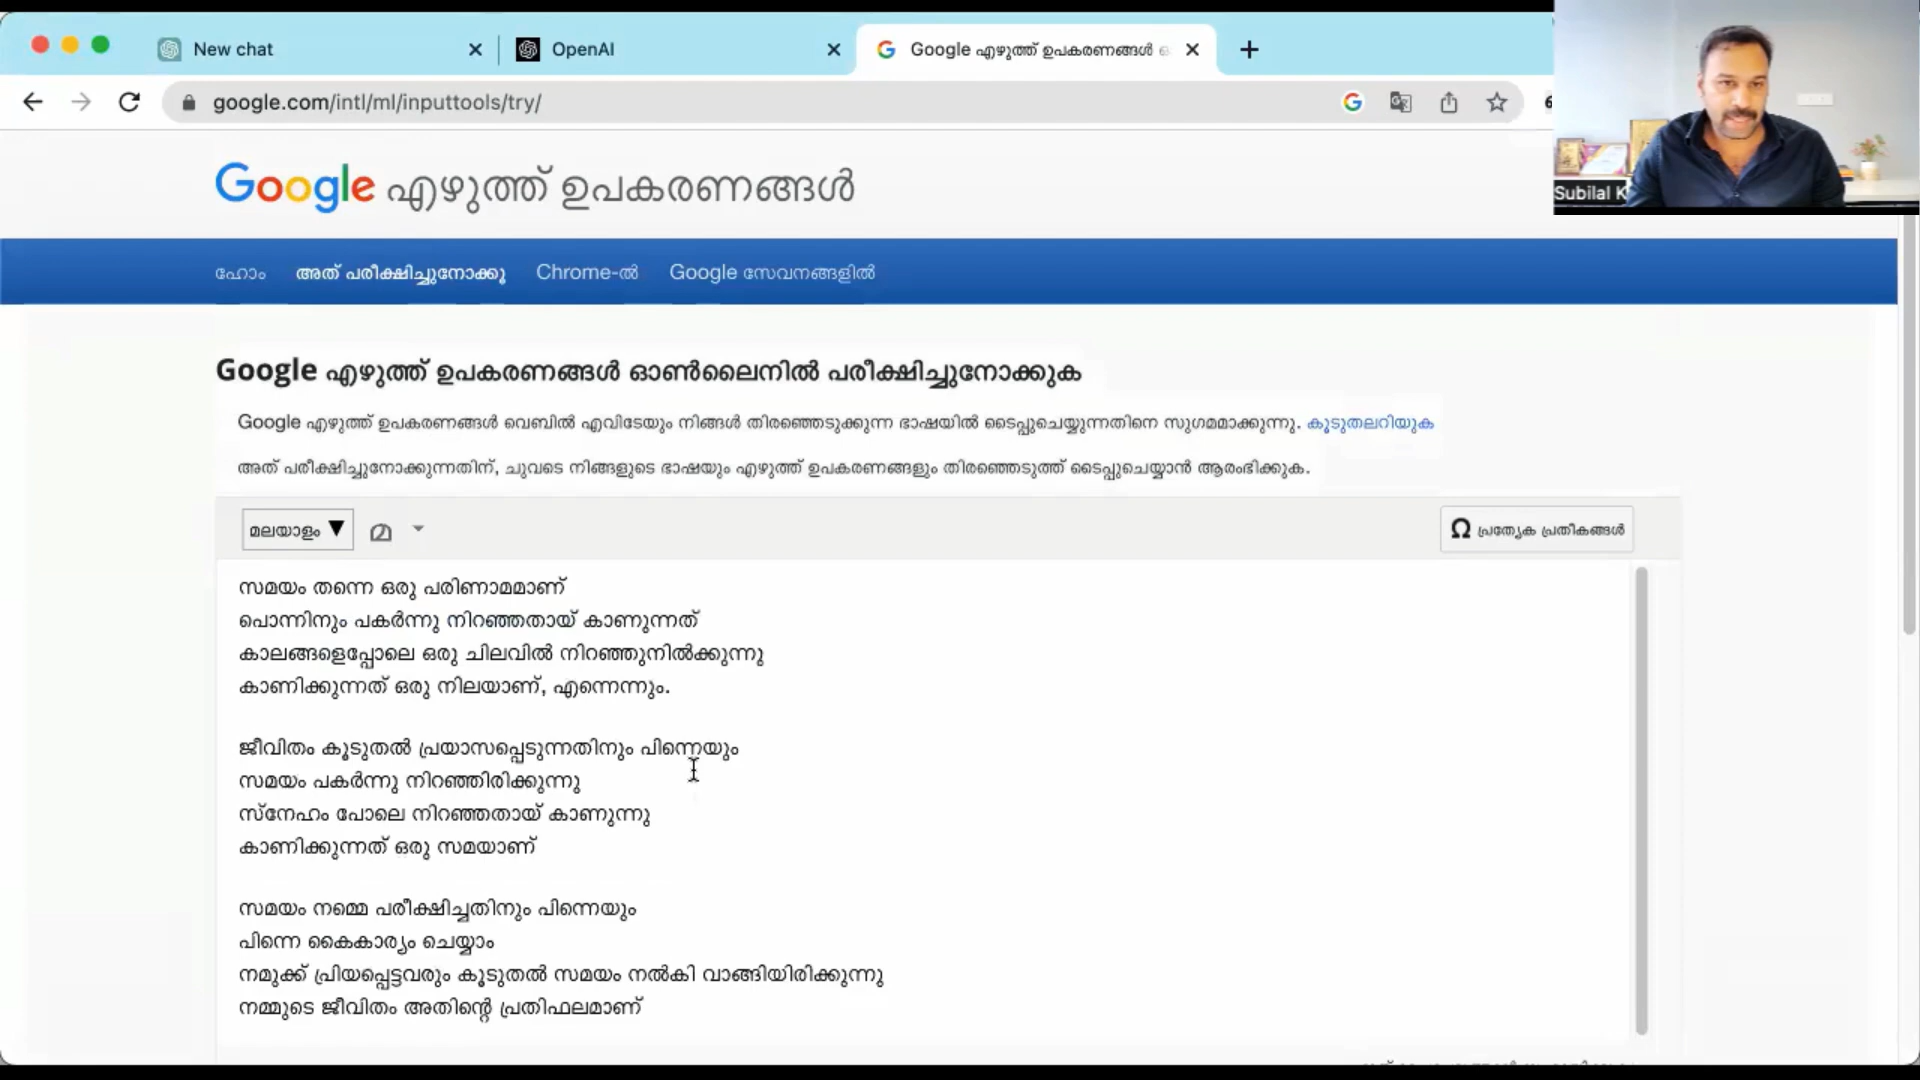 New chat
OpenAI
Google എഴുത്ത് ഉപകരണങ്ങൾ
google.com/intl/ml/inputtools/try/
Subilal K
Google എഴുത്ത് ഉപകരണങ്ങൾ
ഹോം അത് പരീക്ഷിച്ചുനോക്കൂ Chrome-ൽ Google സേവനങ്ങളിൽ
Google എഴുത്ത് ഉപകരണങ്ങൾ ഓൺലൈനിൽ പരീക്ഷിച്ചുനോക്കുക
Google എഴുത്ത് ഉപകരണങ്ങൾ വെബിൽ എവിടേയും നിങ്ങൾ തിരഞ്ഞെടുക്കുന്ന ഭാഷയിൽ ടൈപ്പുചെയ്യുന്നതിനെ സുഗമമാക്കുന്നു. കൂടുതലറിയുക
അത് പരീക്ഷിച്ചുനോക്കുന്നതിന്, ചുവടെ നിങ്ങളുടെ ഭാഷയും എഴുത്ത് ഉപകരണങ്ങളും തിരഞ്ഞെടുത്ത് ടൈപ്പുചെയ്യാൻ ആരംഭിക്കുക.
മലയാളം ▼ മ
Ω പ്രത്യേക പ്രതീകങ്ങൾ
സമയം തന്നെ ഒരു പരിണാമമാണ്
പൊന്നിനും പകർന്നു നിറഞ്ഞതായ് കാണുന്നത്
കാലങ്ങളെപ്പോലെ ഒരു ചിലവിൽ നിറഞ്ഞുനിൽക്കുന്നു
കാണിക്കുന്നത് ഒരു നിലയാണ്, എന്നെന്നും.
ജീവിതം കൂടുതൽ പ്രയാസപ്പെടുന്നതിനും പിന്നെയും
സമയം പകർന്നു നിറഞ്ഞിരിക്കുന്നു
സ്നേഹം പോലെ നിറഞ്ഞതായ് കാണുന്നു
കാണിക്കുന്നത് ഒരു സമയാണ്
സമയം നമ്മെ പരീക്ഷിച്ചതിനും പിന്നെയും
പിന്നെ കൈകാര്യം ചെയ്യാം
നമുക്ക് പ്രിയപ്പെട്ടവരും കൂടുതൽ സമയം നൽകി വാങ്ങിയിരിക്കുന്നു
നമ്മുടെ ജീവിതം അതിന്റെ പ്രതിഫലമാണ്